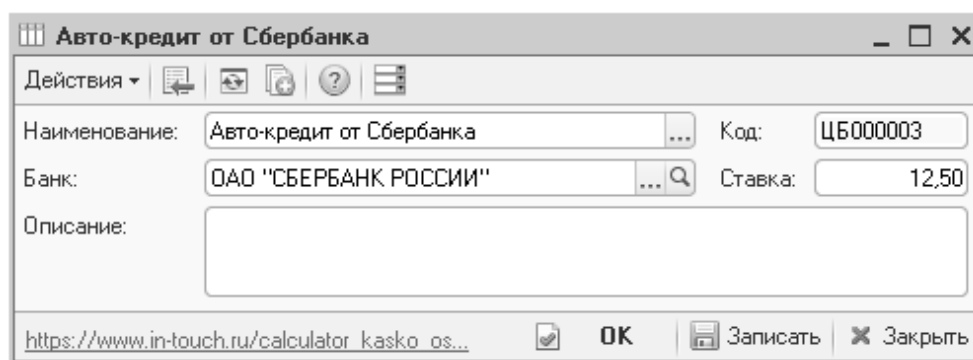 Авто-кредит от Сбербанка
Действия
Наименование: Авто-кредит от Сбербанка ... Код: ЦБ000003
Банк: ОАО "СБЕРБАНК РОССИИ" ... Ставка: 12,50
Описание:
https://www.in-touch.ru/calculator_kasko_os... OK Записать Закрыть